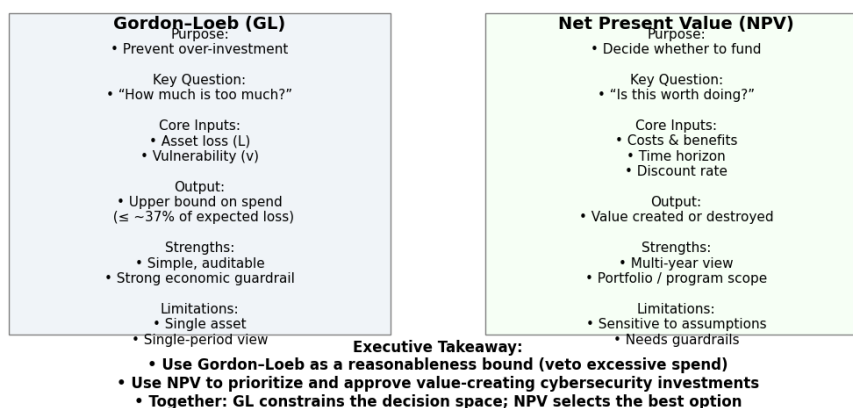 Gordon–Loeb (GL)
Purpose:
• Prevent over-investment
Key Question:
• “How much is too much?”
Core Inputs:
• Asset loss (L)
• Vulnerability (v)
Output:
• Upper bound on spend
(≤ ~37% of expected loss)
Strengths:
• Simple, auditable
• Strong economic guardrail
Limitations:
• Single asset
• Single-period view
Net Present Value (NPV)
Purpose:
• Decide whether to fund
Key Question:
• “Is this worth doing?”
Core Inputs:
• Costs & benefits
• Time horizon
• Discount rate
Output:
• Value created or destroyed
Strengths:
• Multi-year view
• Portfolio / program scope
Limitations:
• Sensitive to assumptions
• Needs guardrails
Executive Takeaway:
• Use Gordon–Loeb as a reasonableness bound (veto excessive spend)
• Use NPV to prioritize and approve value-creating cybersecurity investments
• Together: GL constrains the decision space; NPV selects the best option